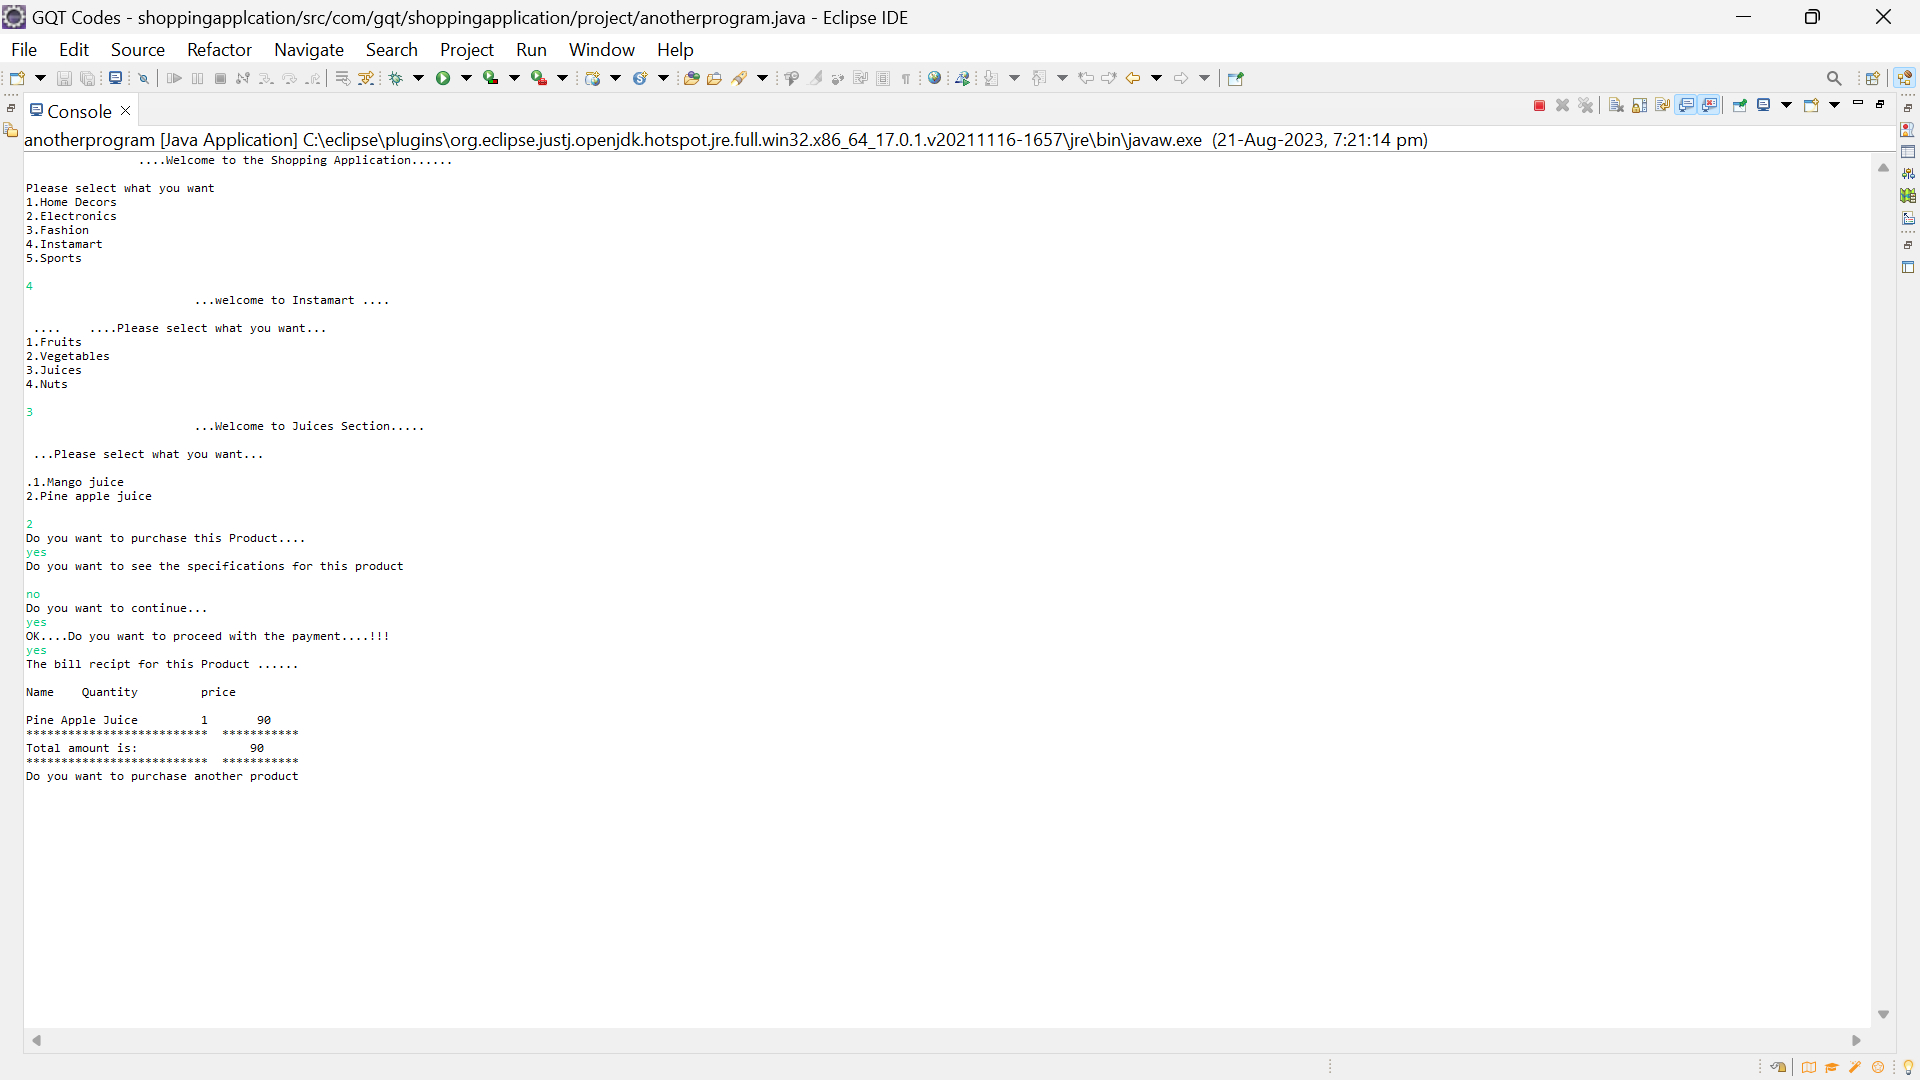 GQT Codes - shoppingapplcation/src/com/gqt/shoppingapplication/project/anotherprogram.java - Eclipse IDE
File Edit Source Refactor Navigate Search Project Run Window Help
Console
anotherprogram [Java Application] C:\eclipse\plugins\org.eclipse.justj.openjdk.hotspot.jre.full.win32.x86_64_17.0.1.v20211116-1657\jre\bin\javaw.exe (21-Aug-2023, 7:21:14 pm)
....Welcome to the Shopping Application......
Please select what you want
1.Home Decors
2.Electronics
3.Fashion
4.Instamart
5.Sports
4
...welcome to Instamart ....
.... ....Please select what you want...
1.Fruits
2.Vegetables
3.Juices
4.Nuts
3
...Welcome to Juices Section.....
...Please select what you want...
.1.Mango juice
2.Pine apple juice
2
Do you want to purchase this Product....
yes
Do you want to see the specifications for this product
no
Do you want to continue...
yes
OK....Do you want to proceed with the payment....!!!
yes
The bill recipt for this Product ......
Name Quantity price
Pine Apple Juice 1 90
************************** ***********
Total amount is: 90
************************** ***********
Do you want to purchase another product